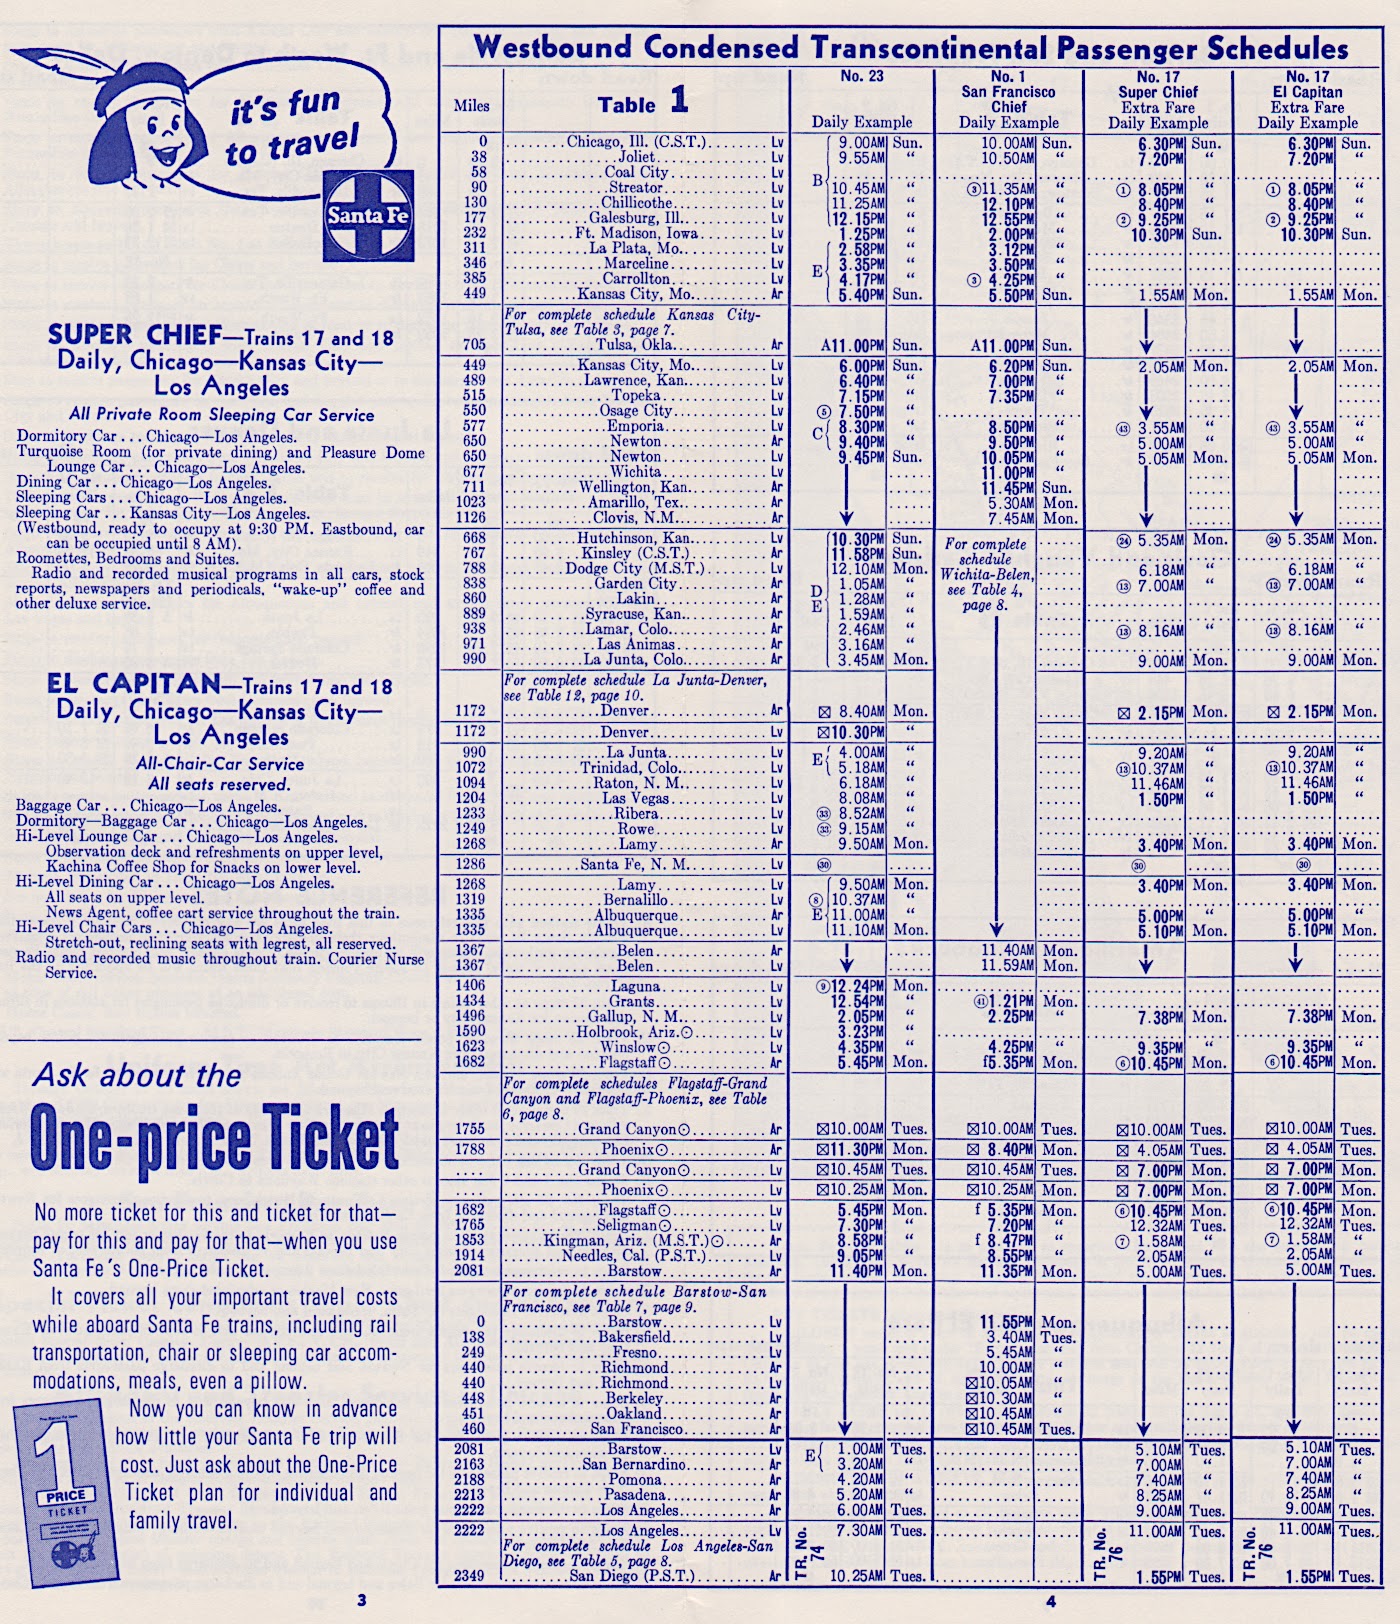 it's fun
to travel
Santa Fe
SUPER CHIEF—Trains 17 and 18
Daily, Chicago—Kansas City—
Los Angeles
All Private Room Sleeping Car Service
Dormitory Car . . . Chicago—Los Angeles.
Turquoise Room (for private dining) and Pleasure Dome
Lounge Car . . . Chicago—Los Angeles.
Dining Car . . . Chicago—Los Angeles.
Sleeping Cars . . . Chicago—Los Angeles.
Sleeping Car . . . Kansas City—Los Angeles.
(Westbound, ready to occupy at 9:30 PM. Eastbound, car
can be occupied until 8 AM).
Roomettes, Bedrooms and Suites.
Radio and recorded musical programs in all cars, stock
reports, newspapers and periodicals, "wake-up" coffee and
other deluxe service.
EL CAPITAN—Trains 17 and 18
Daily, Chicago—Kansas City—
Los Angeles
All-Chair-Car Service
All seats reserved.
Baggage Car . . . Chicago—Los Angeles.
Dormitory—Baggage Car . . . Chicago—Los Angeles.
Hi-Level Lounge Car . . . Chicago—Los Angeles.
Observation deck and refreshments on upper level,
Kachina Coffee Shop for Snacks on lower level.
Hi-Level Dining Car . . . Chicago—Los Angeles.
All seats on upper level.
News Agent, coffee cart service throughout the train.
Hi-Level Chair Cars . . . Chicago—Los Angeles.
Stretch-out, reclining seats with legrest, all reserved.
Radio and recorded music throughout train. Courier Nurse
Service.
Ask about the
One-price Ticket
No more ticket for this and ticket for that—
pay for this and pay for that—when you use
Santa Fe's One-Price Ticket.
It covers all your important travel costs
while aboard Santa Fe trains, including rail
transportation, chair or sleeping car accom-
modations, meals, even a pillow.
Now you can know in advance
how little your Santa Fe trip will
cost. Just ask about the One-Price
Ticket plan for individual and
family travel.
1
PRICE
TICKET
3
Westbound Condensed Transcontinental Passenger Schedules
Miles Table 1 No. 23 Daily Example No. 1 San Francisco Chief Daily Example No. 17 Super Chief Extra Fare Daily Example No. 17 El Capitan Extra Fare Daily Example
0 Chicago, Ill. (C.S.T.) Lv 9.00AM Sun. 10.00AM Sun. 6.30PM Sun. 6.30PM Sun.
38 Joliet Lv 9.55AM “ 10.50AM “ 7.20PM “ 7.20PM “
58 Coal City Lv
90 Streator Lv B 10.45AM “ ③11.35AM “ ① 8.05PM “ ① 8.05PM “
130 Chillicothe Lv 11.25AM “ 12.10PM “ 8.40PM “ 8.40PM “
177 Galesburg, Ill. Lv 12.15PM “ 12.55PM “ ② 9.25PM “ ② 9.25PM “
232 Ft. Madison, Iowa Lv 1.25PM “ 2.00PM “ 10.30PM Sun. 10.30PM Sun.
311 La Plata, Mo. Lv 2.58PM “ 3.12PM “
346 Marceline Lv E 3.35PM “ 3.50PM “
385 Carrollton Lv 4.17PM “ ③ 4.25PM “
449 Kansas City, Mo. Ar 5.40PM Sun. 5.50PM Sun. 1.55AM Mon. 1.55AM Mon.
For complete schedule Kansas City-
Tulsa, see Table 3, page 7.
705 Tulsa, Okla. Ar A11.00PM Sun. A11.00PM Sun.
449 Kansas City, Mo. Lv 6.00PM Sun. 6.20PM Sun. 2.05AM Mon. 2.05AM Mon.
489 Lawrence, Kan. Lv 6.40PM “ 7.00PM “
515 Topeka Lv 7.15PM “ 7.35PM “
550 Osage City Lv ⑤ 7.50PM “
577 Emporia Lv C 8.30PM “ 8.50PM “ ㊸ 3.55AM “ ㊸ 3.55AM “
650 Newton Ar 9.40PM “ 9.50PM “ 5.00AM “ 5.00AM “
650 Newton Lv 9.45PM Sun. 10.05PM “ 5.05AM Mon. 5.05AM Mon.
677 Wichita Lv 11.00PM “
711 Wellington, Kan. Ar 11.45PM Sun.
1023 Amarillo, Tex. Ar 5.30AM Mon.
1126 Clovis, N.M. Ar 7.45AM Mon.
668 Hutchinson, Kan. Lv 10.30PM Sun. ㉔ 5.35AM Mon. ㉔ 5.35AM Mon.
767 Kinsley (C.S.T.) Ar 11.58PM Sun.
788 Dodge City (M.S.T.) Lv 12.10AM Mon. 6.18AM “ 6.18AM “
838 Garden City Ar D 1.05AM “ ⑬ 7.00AM “ ⑬ 7.00AM “
860 Lakin Ar E 1.28AM “
889 Syracuse, Kan. Ar 1.59AM “
938 Lamar, Colo. Ar 2.46AM “ ⑬ 8.16AM “ ⑬ 8.16AM “
971 Las Animas Ar 3.16AM “
990 La Junta, Colo. Ar 3.45AM Mon. 9.00AM Mon. 9.00AM Mon.
For complete
schedule
Wichita-Belen,
see Table 4,
page 8.
For complete schedule La Junta-Denver,
see Table 12, page 10.
1172 Denver Ar ☒ 8.40AM Mon. ☒ 2.15PM Mon. ☒ 2.15PM Mon.
1172 Denver Lv ☒10.30PM “
990 La Junta Lv 4.00AM “ 9.20AM “ 9.20AM “
1072 Trinidad, Colo. Lv E 5.18AM “ ⑬10.37AM “ ⑬10.37AM “
1094 Raton, N. M. Lv 6.18AM “ 11.46AM “ 11.46AM “
1204 Las Vegas Lv 8.08AM “ 1.50PM “ 1.50PM “
1233 Ribera Lv ㉝ 8.52AM “
1249 Rowe Lv ㉝ 9.15AM “
1268 Lamy Ar 9.50AM Mon. 3.40PM Mon. 3.40PM Mon.
1286 Santa Fe, N. M. Lv ㉚ ㉚ ㉚
1268 Lamy Lv 9.50AM Mon. 3.40PM Mon. 3.40PM Mon.
1319 Bernalillo Lv ⑧ 10.37AM “
1335 Albuquerque Ar E 11.00AM “ 5.00PM “ 5.00PM “
1335 Albuquerque Lv 11.10AM Mon. 5.10PM Mon. 5.10PM Mon.
1367 Belen Ar 11.40AM Mon.
1367 Belen Lv 11.59AM Mon.
1406 Laguna Lv ⑨12.24PM Mon.
1434 Grants Lv 12.54PM “ ㊶1.21PM Mon.
1496 Gallup, N. M. Lv 2.05PM “ 2.25PM “ 7.38PM Mon. 7.38PM Mon.
1590 Holbrook, Ariz.⊙ Lv 3.23PM “
1623 Winslow⊙ Lv 4.35PM “ 4.25PM “ 9.35PM “ 9.35PM “
1682 Flagstaff⊙ Ar 5.45PM Mon. f5.35PM Mon. ⑥10.45PM Mon. ⑥10.45PM Mon.
For complete schedules Flagstaff-Grand
Canyon and Flagstaff-Phoenix, see Table
6, page 8.
1755 Grand Canyon⊙ Ar ☒10.00AM Tues. ☒10.00AM Tues. ☒10.00AM Tues. ☒10.00AM Tues.
1788 Phoenix⊙ Ar ☒11.30PM Mon. ☒ 8.40PM Mon. ☒ 4.05AM Tues. ☒ 4.05AM Tues.
.... Grand Canyon⊙ Lv ☒10.45AM Tues. ☒10.45AM Tues. ☒ 7.00PM Mon. ☒ 7.00PM Mon.
.... Phoenix⊙ Lv ☒10.25AM Mon. ☒10.25AM Mon. ☒ 7.00PM Mon. ☒ 7.00PM Mon.
1682 Flagstaff⊙ Lv 5.45PM Mon. f 5.35PM Mon. ⑥10.45PM Mon. ⑥10.45PM Mon.
1765 Seligman⊙ Lv 7.30PM “ 7.20PM “ 12.32AM Tues. 12.32AM Tues.
1853 Kingman, Ariz. (M.S.T.)⊙ Lv 8.58PM “ f 8.47PM “ ⑦ 1.58AM “ ⑦ 1.58AM “
1914 Needles, Cal. (P.S.T.) Lv 9.05PM “ 8.55PM “ 2.05AM “ 2.05AM “
2081 Barstow Ar 11.40PM Mon. 11.35PM Mon. 5.00AM Tues. 5.00AM Tues.
For complete schedule Barstow-San
Francisco, see Table 7, page 9.
0 Barstow Lv 11.55PM Mon.
138 Bakersfield Lv 3.40AM Tues.
249 Fresno Lv 5.45AM “
440 Richmond Ar 10.00AM “
440 Richmond Lv ☒10.05AM “
448 Berkeley Ar ☒10.30AM “
451 Oakland Ar ☒10.45AM “
460 San Francisco Ar ☒10.45AM Tues.
2081 Barstow Lv E 1.00AM Tues. 5.10AM Tues. 5.10AM Tues.
2163 San Bernardino Ar 3.20AM “ 7.00AM “ 7.00AM “
2188 Pomona Ar 4.20AM “ 7.40AM “ 7.40AM “
2213 Pasadena Ar 5.20AM “ 8.25AM “ 8.25AM “
2222 Los Angeles Ar 6.00AM Tues. 9.00AM Tues. 9.00AM Tues.
2222 Los Angeles Lv TR. No. 74 7.30AM Tues. TR. No. 76 11.00AM Tues. TR. No. 76 11.00AM Tues.
For complete schedule Los Angeles-San
Diego, see Table 5, page 8.
2349 San Diego (P.S.T.) Ar 10.25AM Tues. 1.55PM Tues. 1.55PM Tues.
4